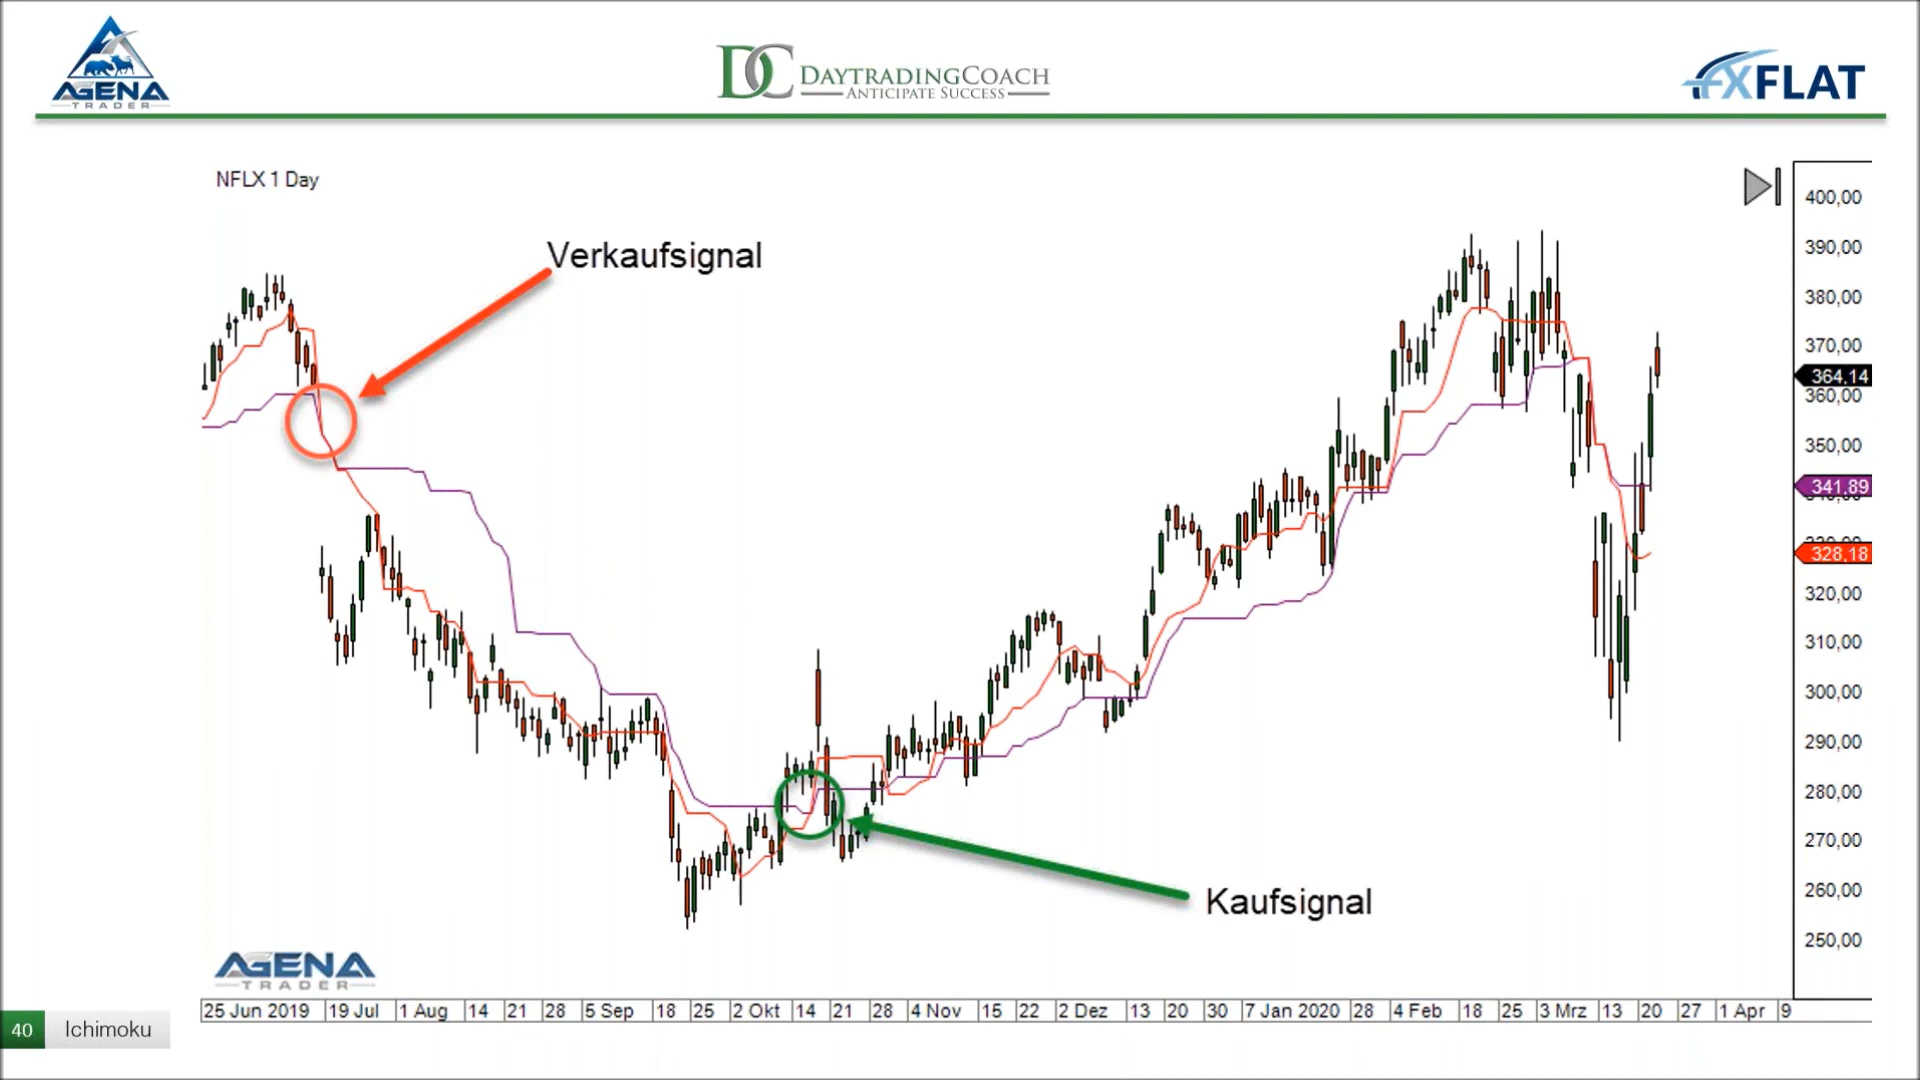 AGENA
TRADER
DC DAYTRADINGCOACH
ANTICIPATE SUCCESS
FXFLAT
NFLX 1 Day
Verkaufsignal
400,00
390,00
380,00
370,00
364,14
360,00
350,00
341,89
328,18
320,00
310,00
300,00
290,00
280,00
270,00
260,00
250,00
Kaufsignal
AGENA
TRADER
25 Jun 2019 19 Jul 1 Aug 14 21 28 5 Sep 18 25 2 Okt 14 21 28 4 Nov 15 22 2 Dez 13 20 30 7 Jan 2020 28 4 Feb 18 25 3 Mrz 13 20 27 1 Apr 9
40 Ichimoku